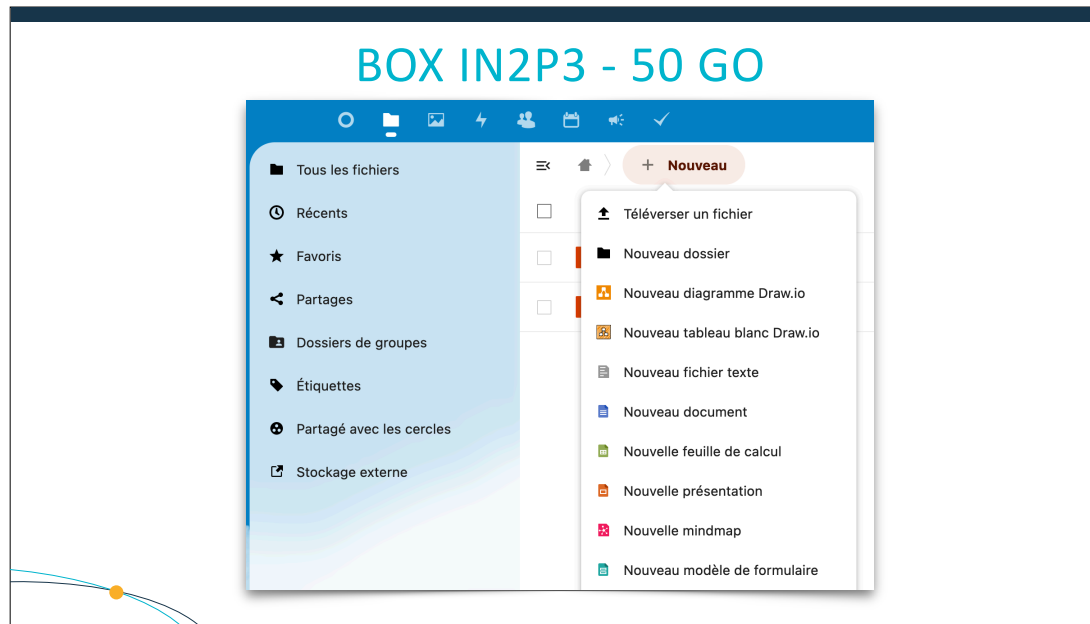 BOX IN2P3 - 50 GO
Tous les fichiers
Récents
Favoris
Partages
Dossiers de groupes
Étiquettes
Partagé avec les cercles
Stockage externe
+ Nouveau
Téléverser un fichier
Nouveau dossier
Nouveau diagramme Draw.io
Nouveau tableau blanc Draw.io
Nouveau fichier texte
Nouveau document
Nouvelle feuille de calcul
Nouvelle présentation
Nouvelle mindmap
Nouveau modèle de formulaire